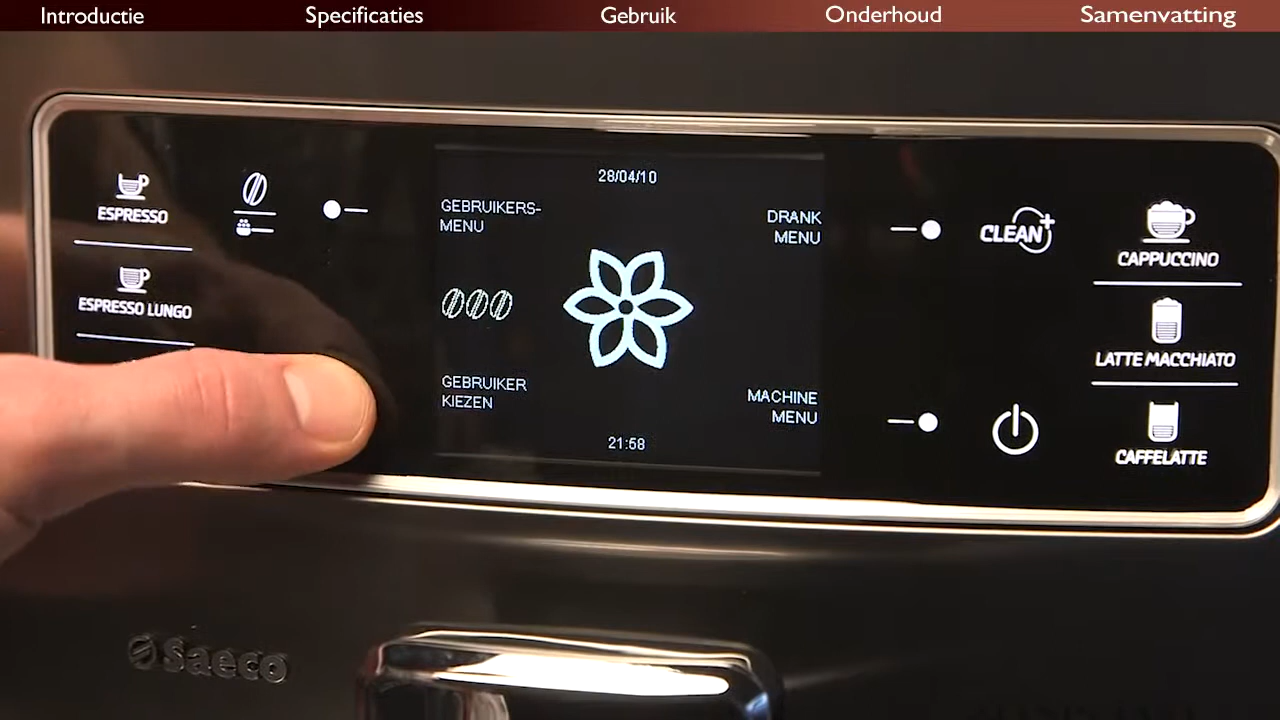 Introductie
Specificaties
Gebruik
Onderhoud
Samenvatting
ESPRESSO
ESPRESSO LUNGO
28/04/10
GEBRUIKERS-
MENU
DRANK
MENU
GEBRUIKER
KIEZEN
MACHINE
MENU
21:58
CLEAN+
CAPPUCCINO
LATTE MACCHIATO
CAFFELATTE
Saeco